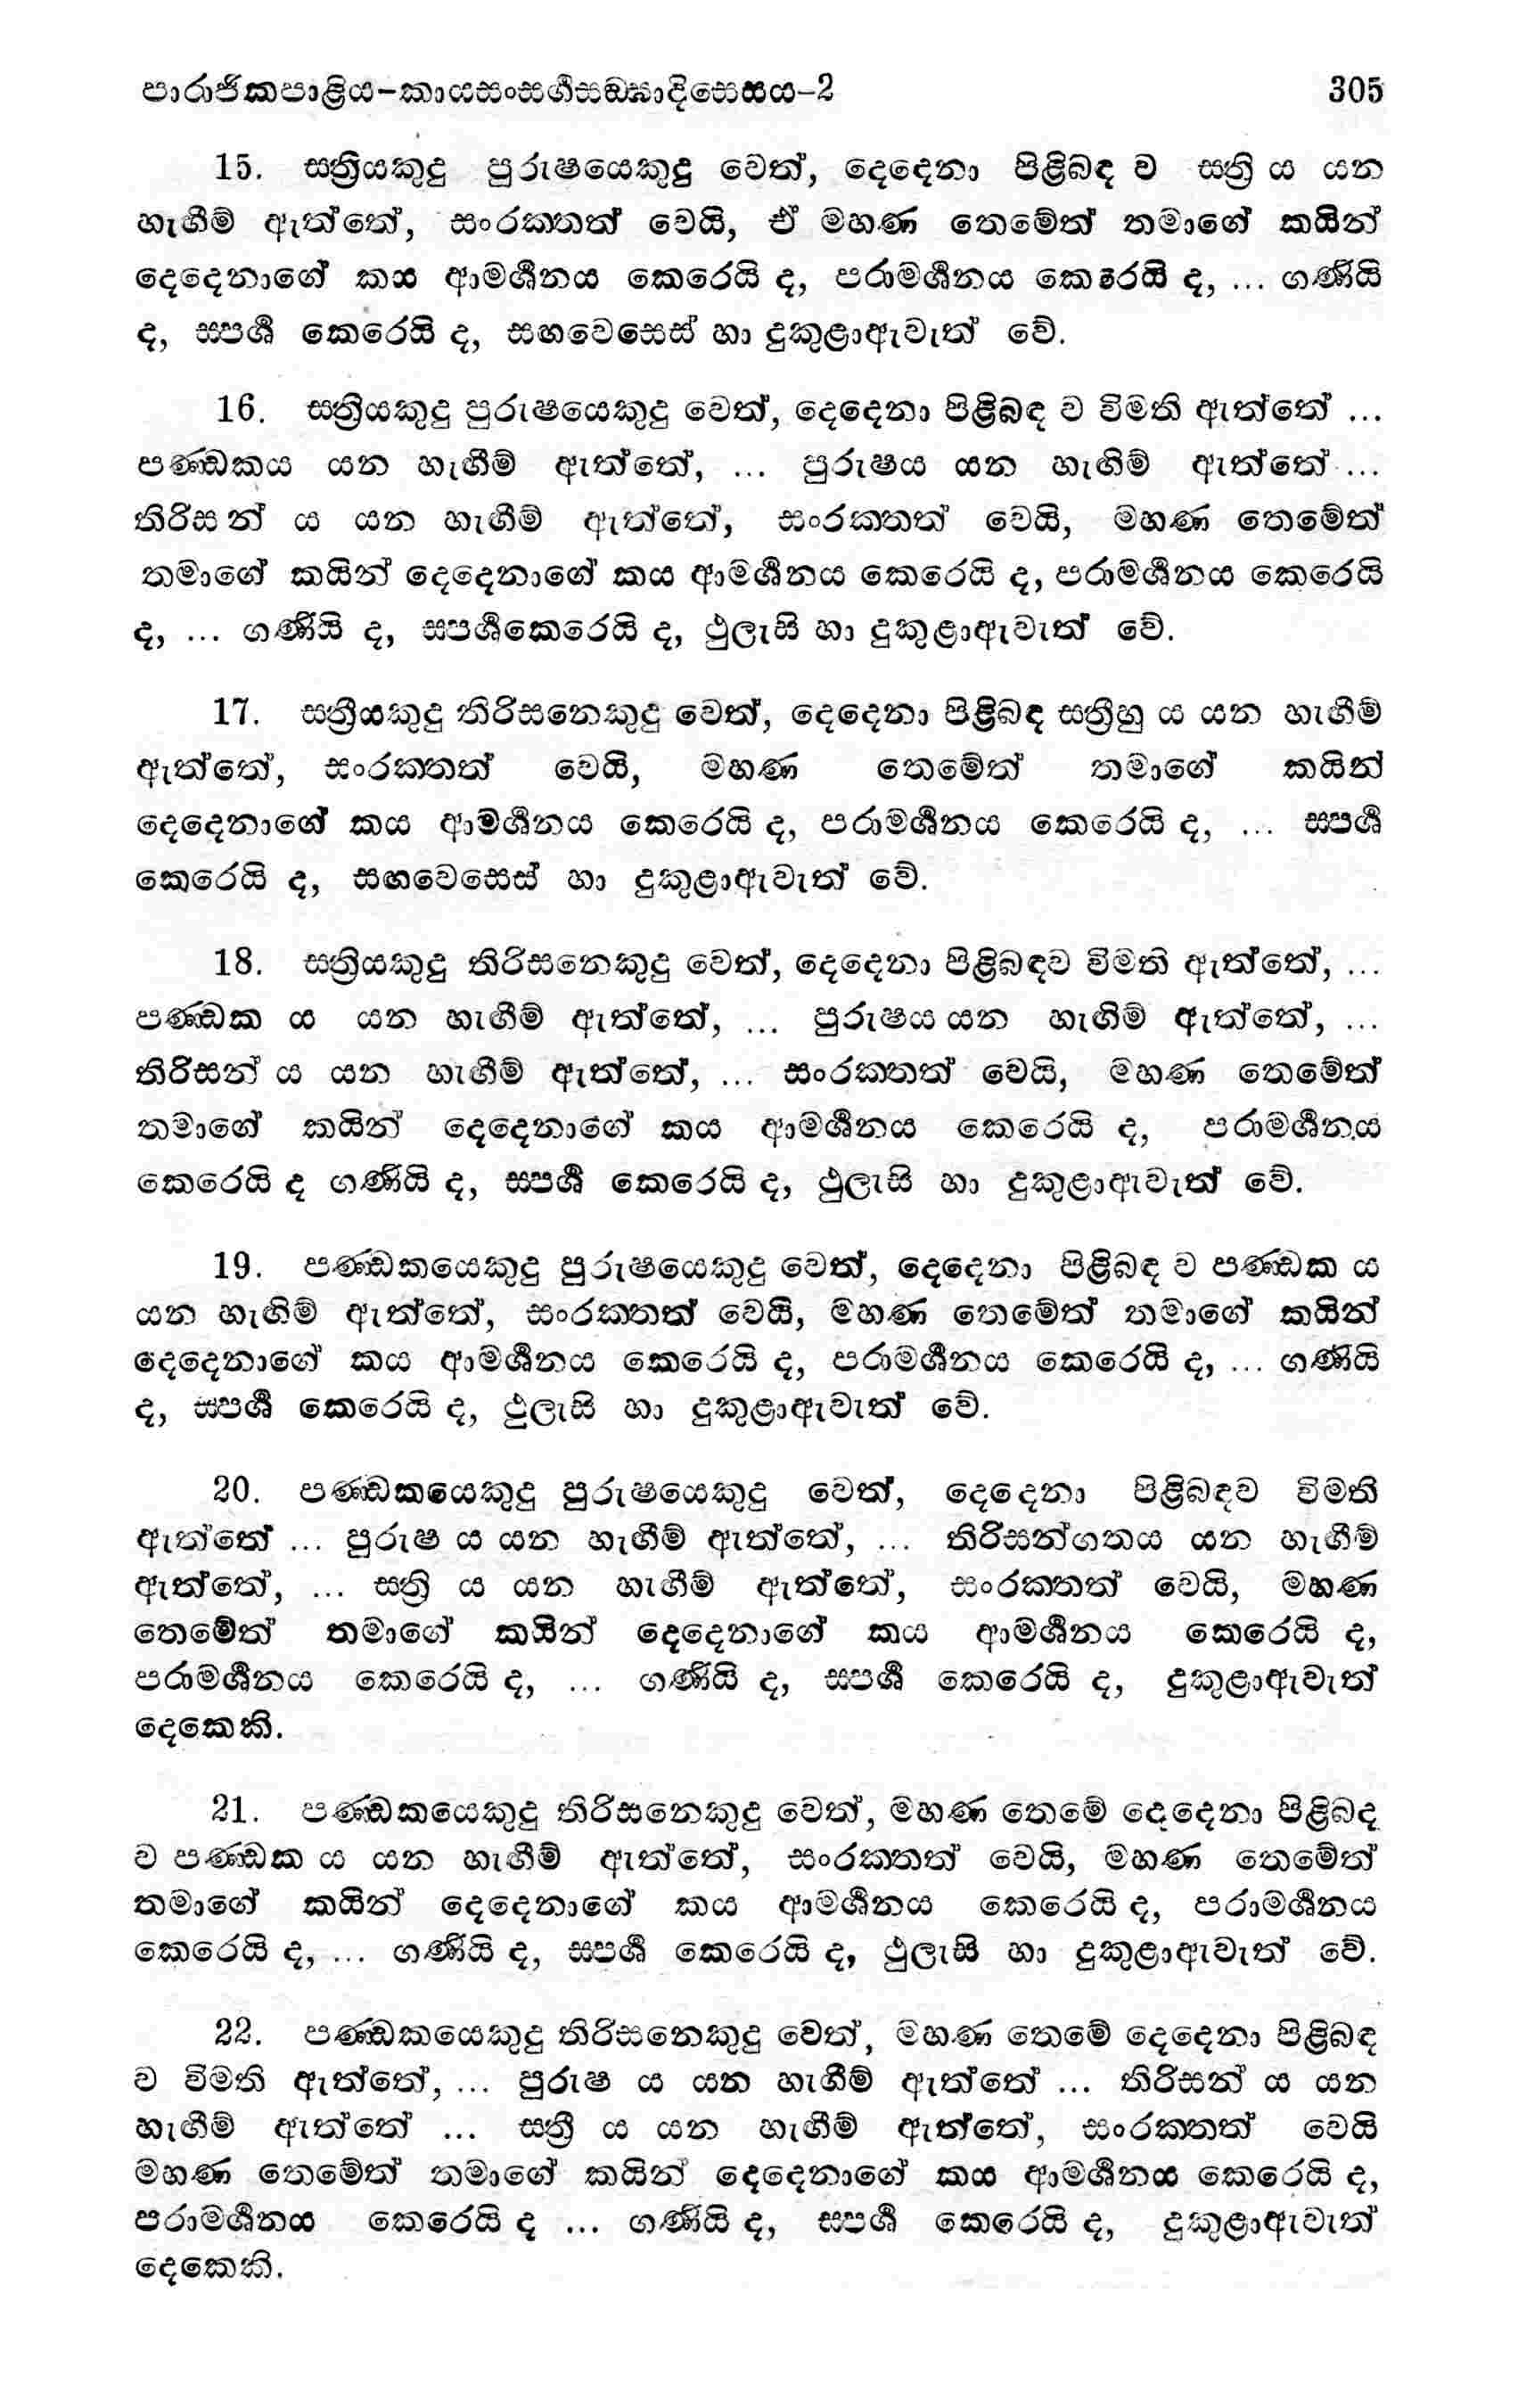 පාරාජිකපාළිය–කායසංසර්ගසඞ්ඝාදිසෙසය–2 305
15. සත්‍රියකුදු පුරුෂයෙකුදු වෙත්, දෙදෙනා පිළිබඳ ව සත්‍රි ය යන
හැඟීම් ඇත්තේ, සංරක්තත් වෙයි, ඒ මහණ තෙමේත් තමාගේ කයින්
දෙදෙනාගේ කය ආමර්ශනය කෙරෙයි ද, පරාමර්ශනය කෙරෙයි ද, ... ගණියි
ද, ස්පර්ශ කෙරෙයි ද, සඟවෙසෙස් හා දුකුළාඇවැත් වේ.
16. සත්‍රියකුදු පුරුෂයෙකුදු වෙත්, දෙදෙනා පිළිබඳ ව විමති ඇත්තේ ...
පණ්ඩකය යන හැඟීම් ඇත්තේ, ... පුරුෂය යන හැඟීම් ඇත්තේ ...
තිරිසන් ය යන හැඟීම් ඇත්තේ, සංරක්තත් වෙයි, මහණ තෙමේත්
තමාගේ කයින් දෙදෙනාගේ කය ආමර්ශනය කෙරෙයි ද, පරාමර්ශනය කෙරෙයි
ද, ... ගණියි ද, ස්පර්ශකෙරෙයි ද, ථුලැසි හා දුකුළාඇවැත් වේ.
17. සත්‍රියකුදු තිරිසනෙකුදු වෙත්, දෙදෙනා පිළිබඳ සත්‍රීහු ය යන හැඟීම්
ඇත්තේ, සංරක්තත් වෙයි, මහණ තෙමේත් තමාගේ කයින්
දෙදෙනාගේ කය ආමර්ශනය කෙරෙයි ද, පරාමර්ශනය කෙරෙයි ද, ... ස්පර්ශ
කෙරෙයි ද, සඟවෙසෙස් හා දුකුළාඇවැත් වේ.
18. සත්‍රියකුදු තිරිසනෙකුදු වෙත්, දෙදෙනා පිළිබඳව විමති ඇත්තේ, ...
පණ්ඩක ය යන හැඟීම් ඇත්තේ, ... පුරුෂය යන හැඟීම් ඇත්තේ, ...
තිරිසන් ය යන හැඟීම් ඇත්තේ, ... සංරක්තත් වෙයි, මහණ තෙමේත්
තමාගේ කයින් දෙදෙනාගේ කය ආමර්ශනය කෙරෙයි ද, පරාමර්ශනය
කෙරෙයි ද ගණියි ද, ස්පර්ශ කෙරෙයි ද, ථුලැසි හා දුකුළාඇවැත් වේ.
19. පණ්ඩකයෙකුදු පුරුෂයෙකුදු වෙත්, දෙදෙනා පිළිබඳ ව පණ්ඩක ය
යන හැඟීම් ඇත්තේ, සංරක්තත් වෙයි, මහණ තෙමේත් තමාගේ කයින්
දෙදෙනාගේ කය ආමර්ශනය කෙරෙයි ද, පරාමර්ශනය කෙරෙයි ද, ... ගණියි
ද, ස්පර්ශ කෙරෙයි ද, ථුලැසි හා දුකුළාඇවැත් වේ.
20. පණ්ඩකයෙකුදු පුරුෂයෙකුදු වෙත්, දෙදෙනා පිළිබඳව විමති
ඇත්තේ ... පුරුෂ ය යන හැඟීම් ඇත්තේ, ... තිරිසන්ගතය යන හැඟීම්
ඇත්තේ, ... සත්‍රි ය යන හැඟීම් ඇත්තේ, සංරක්තත් වෙයි, මහණ
තෙමේත් තමාගේ කයින් දෙදෙනාගේ කය ආමර්ශනය කෙරෙයි ද,
පරාමර්ශනය කෙරෙයි ද, ... ගණියි ද, ස්පර්ශ කෙරෙයි ද, දුකුළාඇවැත්
දෙකෙකි.
21. පණ්ඩකයෙකුදු තිරිසනෙකුදු වෙත්, මහණ තෙමේ දෙදෙනා පිළිබඳ
ව පණ්ඩක ය යන හැඟීම් ඇත්තේ, සංරක්තත් වෙයි, මහණ තෙමේත්
තමාගේ කයින් දෙදෙනාගේ කය ආමර්ශනය කෙරෙයි ද, පරාමර්ශනය
කෙරෙයි ද, ... ගණියි ද, ස්පර්ශ කෙරෙයි ද, ථුලැසි හා දුකුළාඇවැත් වේ.
22. පණ්ඩකයෙකුදු තිරිසනෙකුදු වෙත්, මහණ තෙමේ දෙදෙනා පිළිබඳ
ව විමති ඇත්තේ, ... පුරුෂ ය යන හැඟීම් ඇත්තේ ... තිරිසන් ය යන
හැඟීම් ඇත්තේ ... සත්‍රී ය යන හැඟීම් ඇත්තේ, සංරක්තත් වෙයි
මහණ තෙමේත් තමාගේ කයින් දෙදෙනාගේ කය ආමර්ශනය කෙරෙයි ද,
පරාමර්ශනය කෙරෙයි ද ... ගණියි ද, ස්පර්ශ කෙරෙයි ද, දුකුළාඇවැත්
දෙකෙකි.